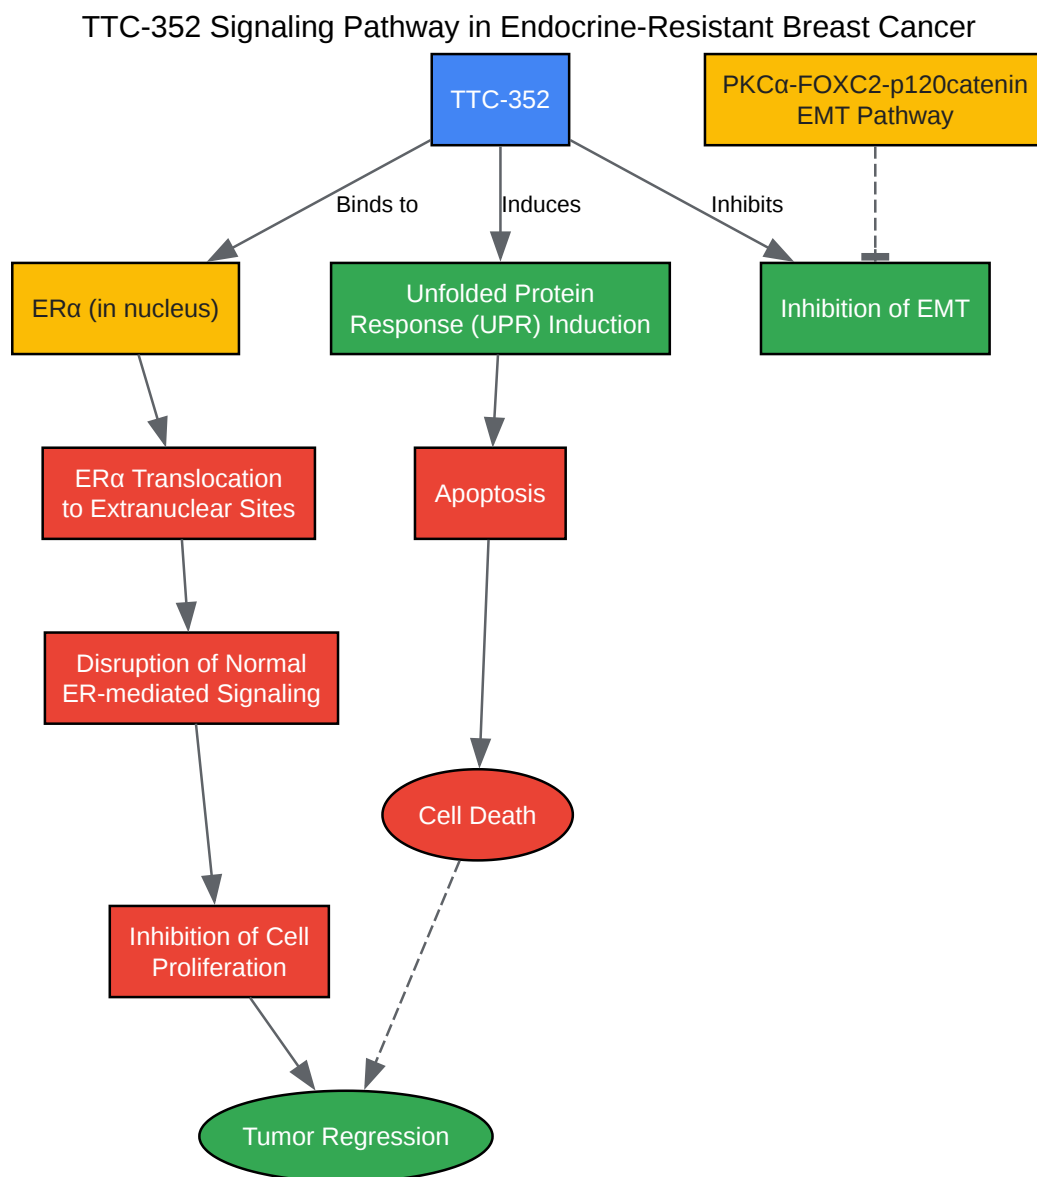 TTC-352 Signaling Pathway in Endocrine-Resistant Breast Cancer
TTC-352
PKCα-FOXC2-p120catenin
EMT Pathway
Binds to
Induces
Inhibits
ERα (in nucleus)
Unfolded Protein
Response (UPR) Induction
Inhibition of EMT
ERα Translocation
to Extranuclear Sites
Apoptosis
Disruption of Normal
ER-mediated Signaling
Cell Death
Inhibition of Cell
Proliferation
Tumor Regression